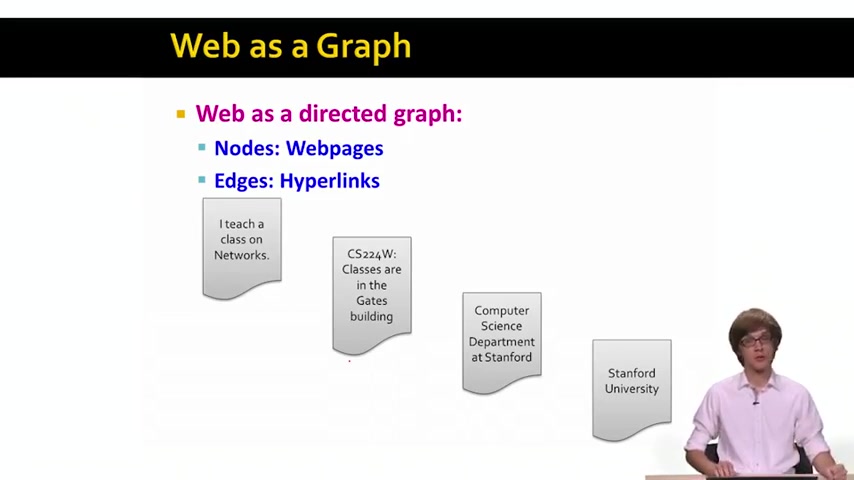 Web as a Graph
Web as a directed graph:
Nodes: Webpages
Edges: Hyperlinks
I teach a
class on
Networks.
CS224W:
Classes are
in the
Gates
building
Computer
Science
Department
at Stanford
Stanford
University